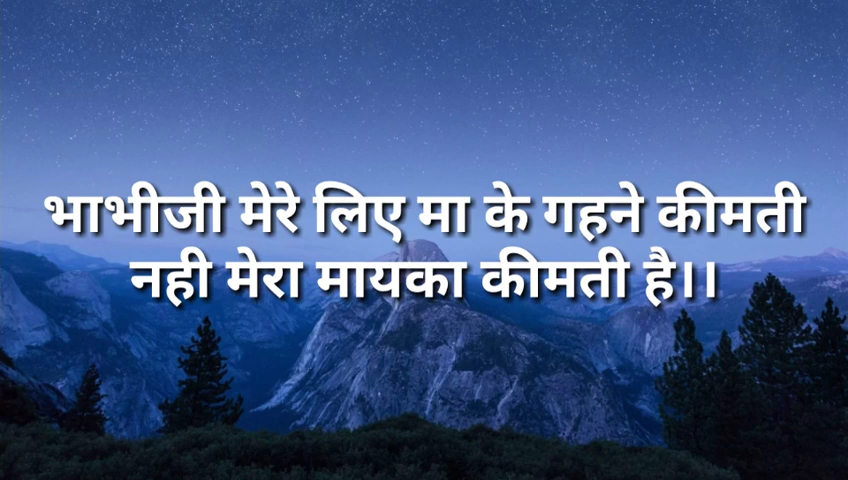 भाभीजी मेरे लिए मा के गहने कीमती
नही मेरा मायका कीमती है।।